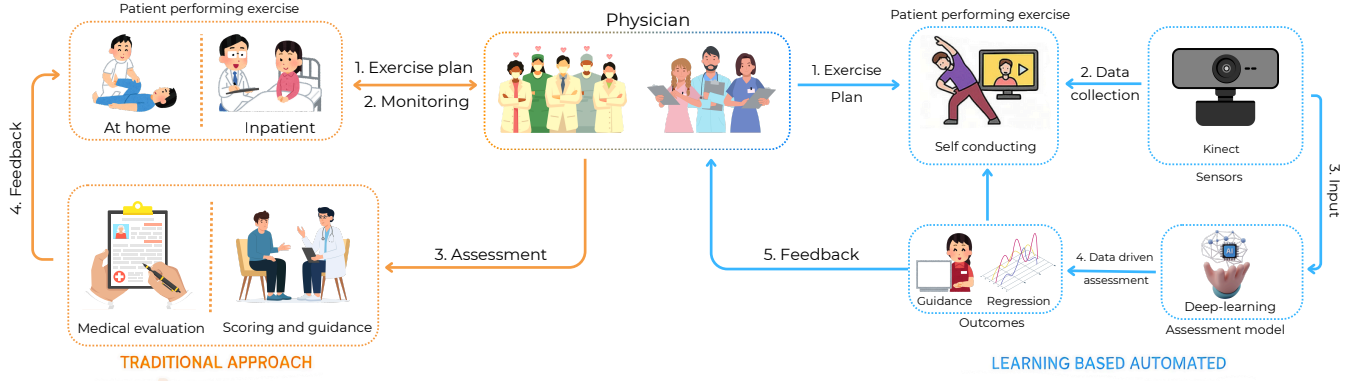 Patient performing exercise
At home
Inpatient
1. Exercise plan
2. Monitoring
Physician
4. Feedback
3. Assessment
Medical evaluation
Scoring and guidance
TRADITIONAL APPROACH
1. Exercise
Plan
Patient performing exercise
Self conducting
2. Data
collection
Kinect
Sensors
3. Input
AI
Deep-learning
Assessment model
4. Data driven
assessment
Guidance
Regression
Outcomes
5. Feedback
LEARNING BASED AUTOMATED